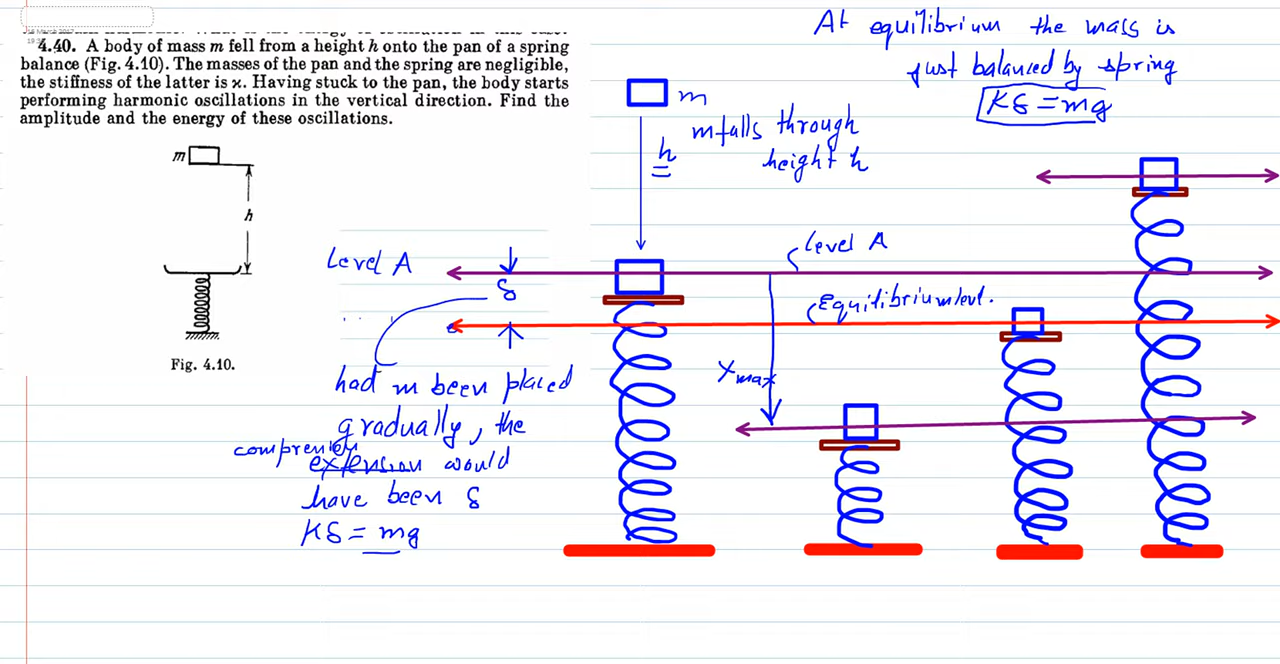 4.40. A body of mass m fell from a height h onto the pan of a spring
balance (Fig. 4.10). The masses of the pan and the spring are negligible,
the stiffness of the latter is ϰ. Having stuck to the pan, the body starts
performing harmonic oscillations in the vertical direction. Find the
amplitude and the energy of these oscillations.
m
h
Fig. 4.10.
At equilibrium the mass is
just balanced by spring
Kδ = mg
m
m falls through
height h
h
Level A
δ
Level A
Equilibrium level.
Xmax
had m been placed
gradually, the
compression
extension would
have been δ
Kδ = mg